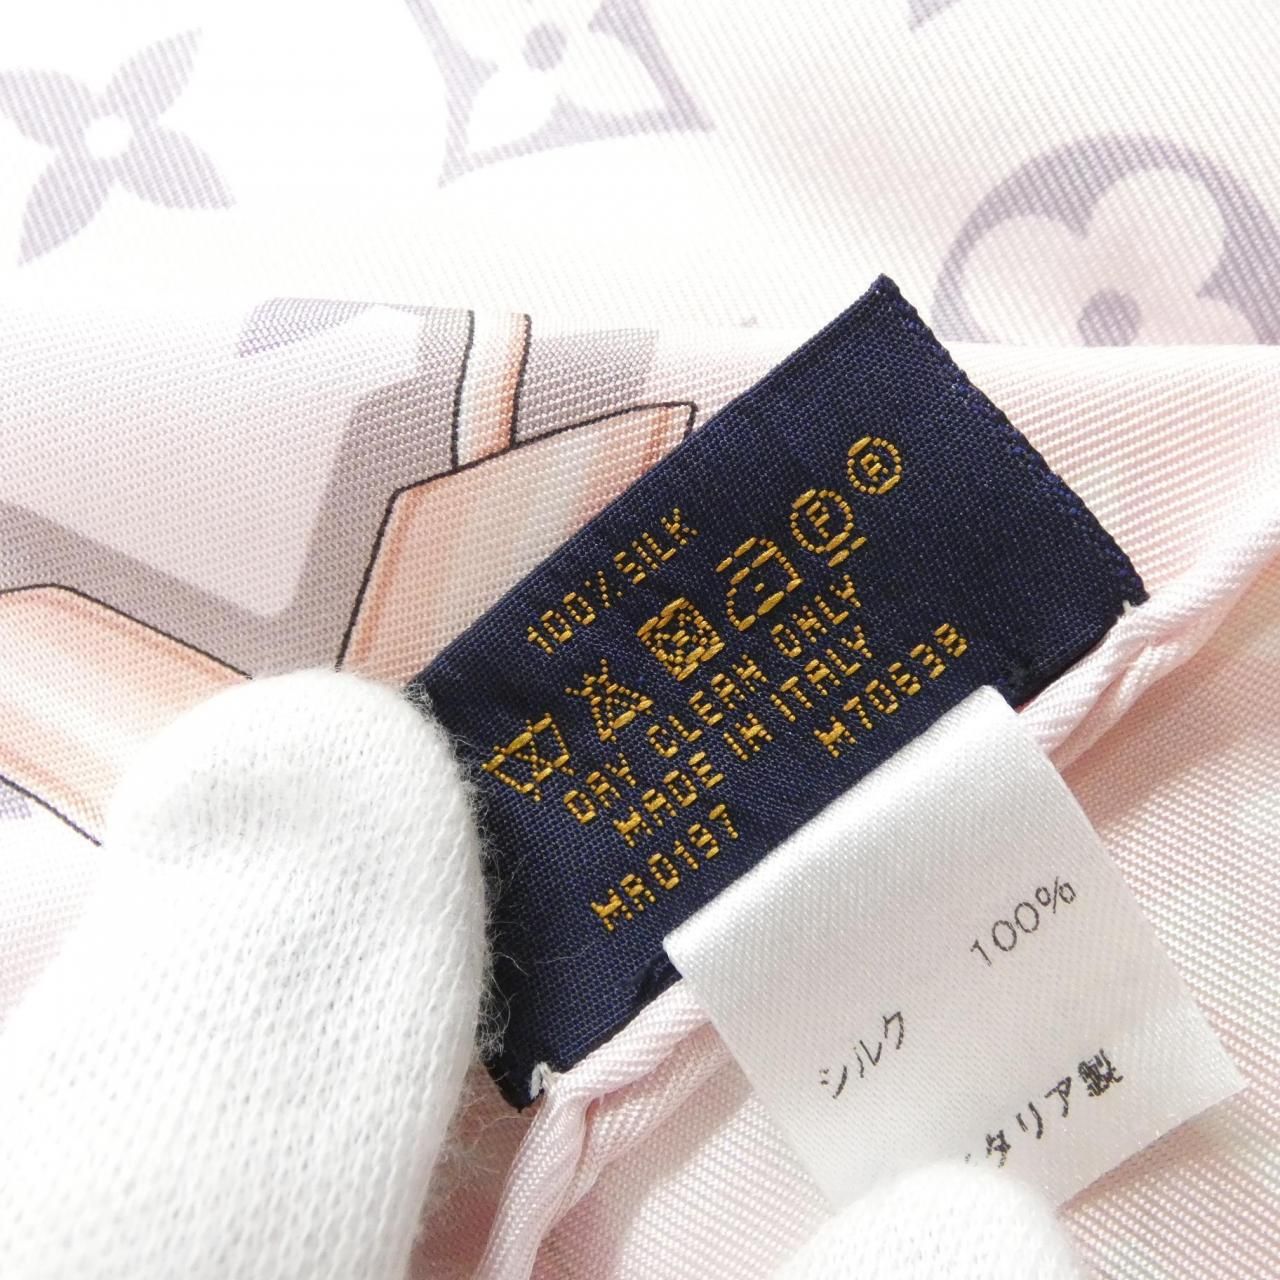 100% SILK
F
DRY CLEAN ONLY
MADE IN ITALY
MR0197
M70638
シルク 100%
タリア製